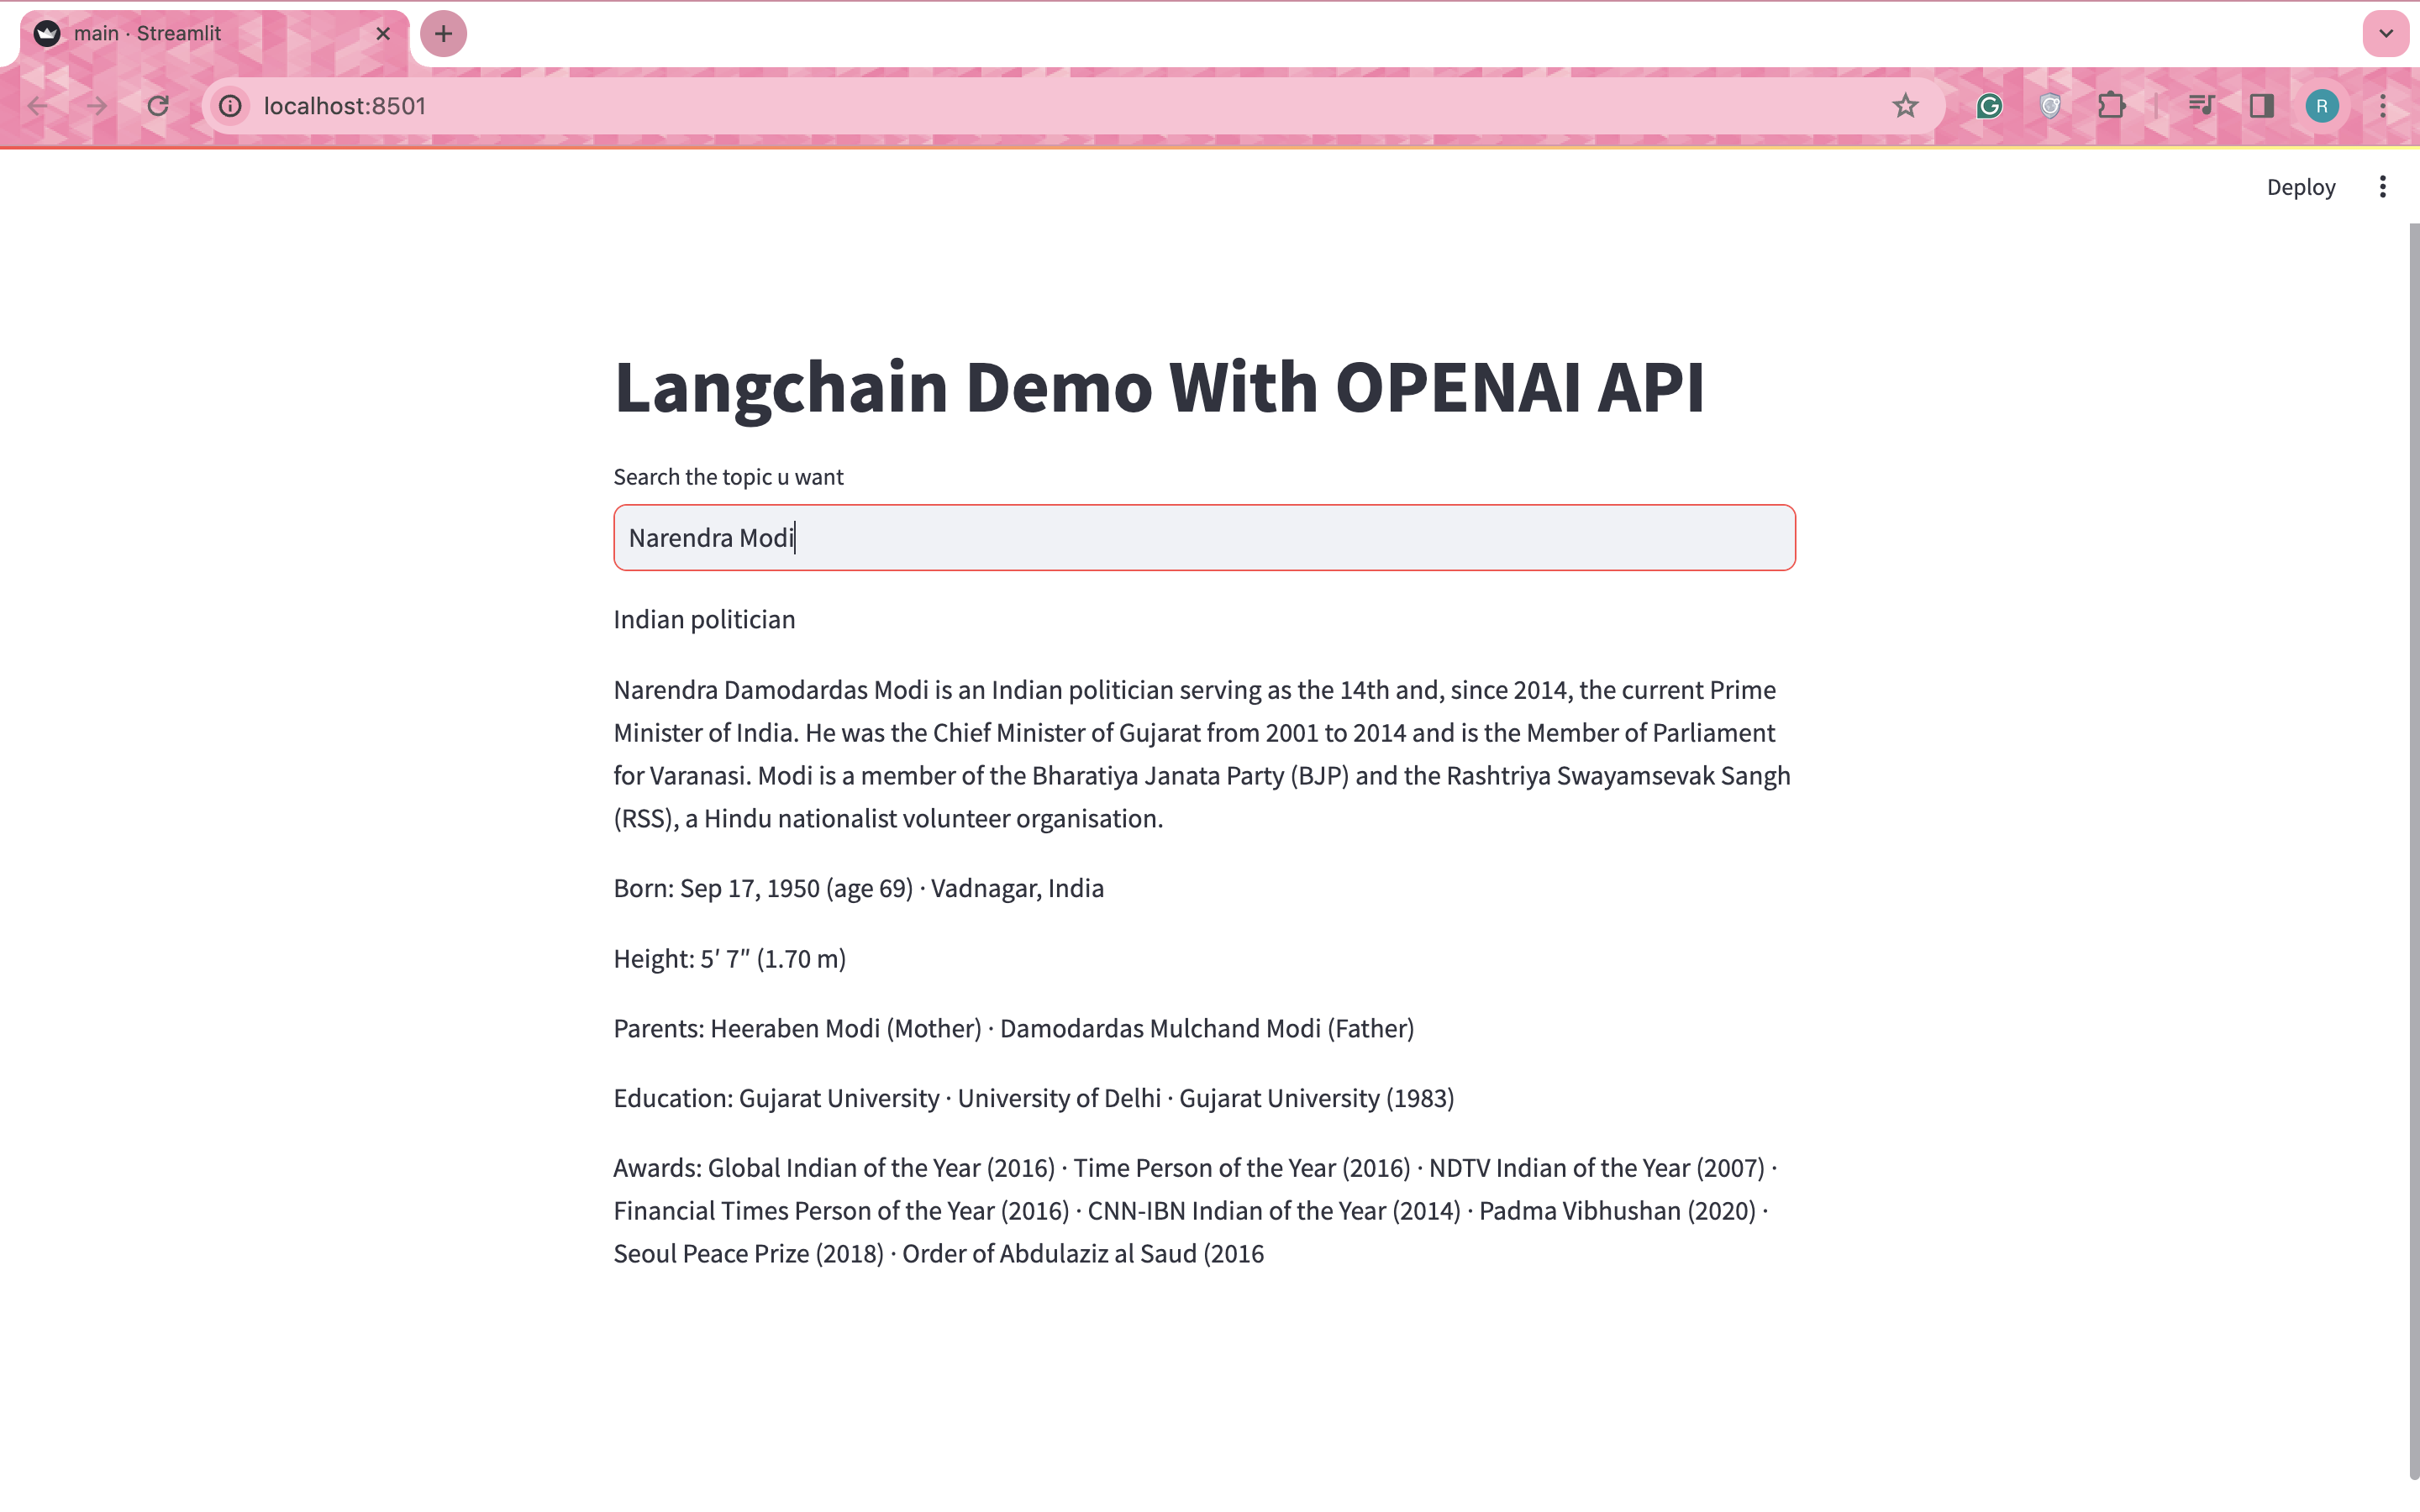 main · Streamlit
localhost:8501
R
Deploy
Langchain Demo With OPENAI API
Search the topic u want
Narendra Modi
Indian politician
Narendra Damodardas Modi is an Indian politician serving as the 14th and, since 2014, the current Prime
Minister of India. He was the Chief Minister of Gujarat from 2001 to 2014 and is the Member of Parliament
for Varanasi. Modi is a member of the Bharatiya Janata Party (BJP) and the Rashtriya Swayamsevak Sangh
(RSS), a Hindu nationalist volunteer organisation.
Born: Sep 17, 1950 (age 69) · Vadnagar, India
Height: 5′ 7″ (1.70 m)
Parents: Heeraben Modi (Mother) · Damodardas Mulchand Modi (Father)
Education: Gujarat University · University of Delhi · Gujarat University (1983)
Awards: Global Indian of the Year (2016) · Time Person of the Year (2016) · NDTV Indian of the Year (2007) ·
Financial Times Person of the Year (2016) · CNN-IBN Indian of the Year (2014) · Padma Vibhushan (2020) ·
Seoul Peace Prize (2018) · Order of Abdulaziz al Saud (2016